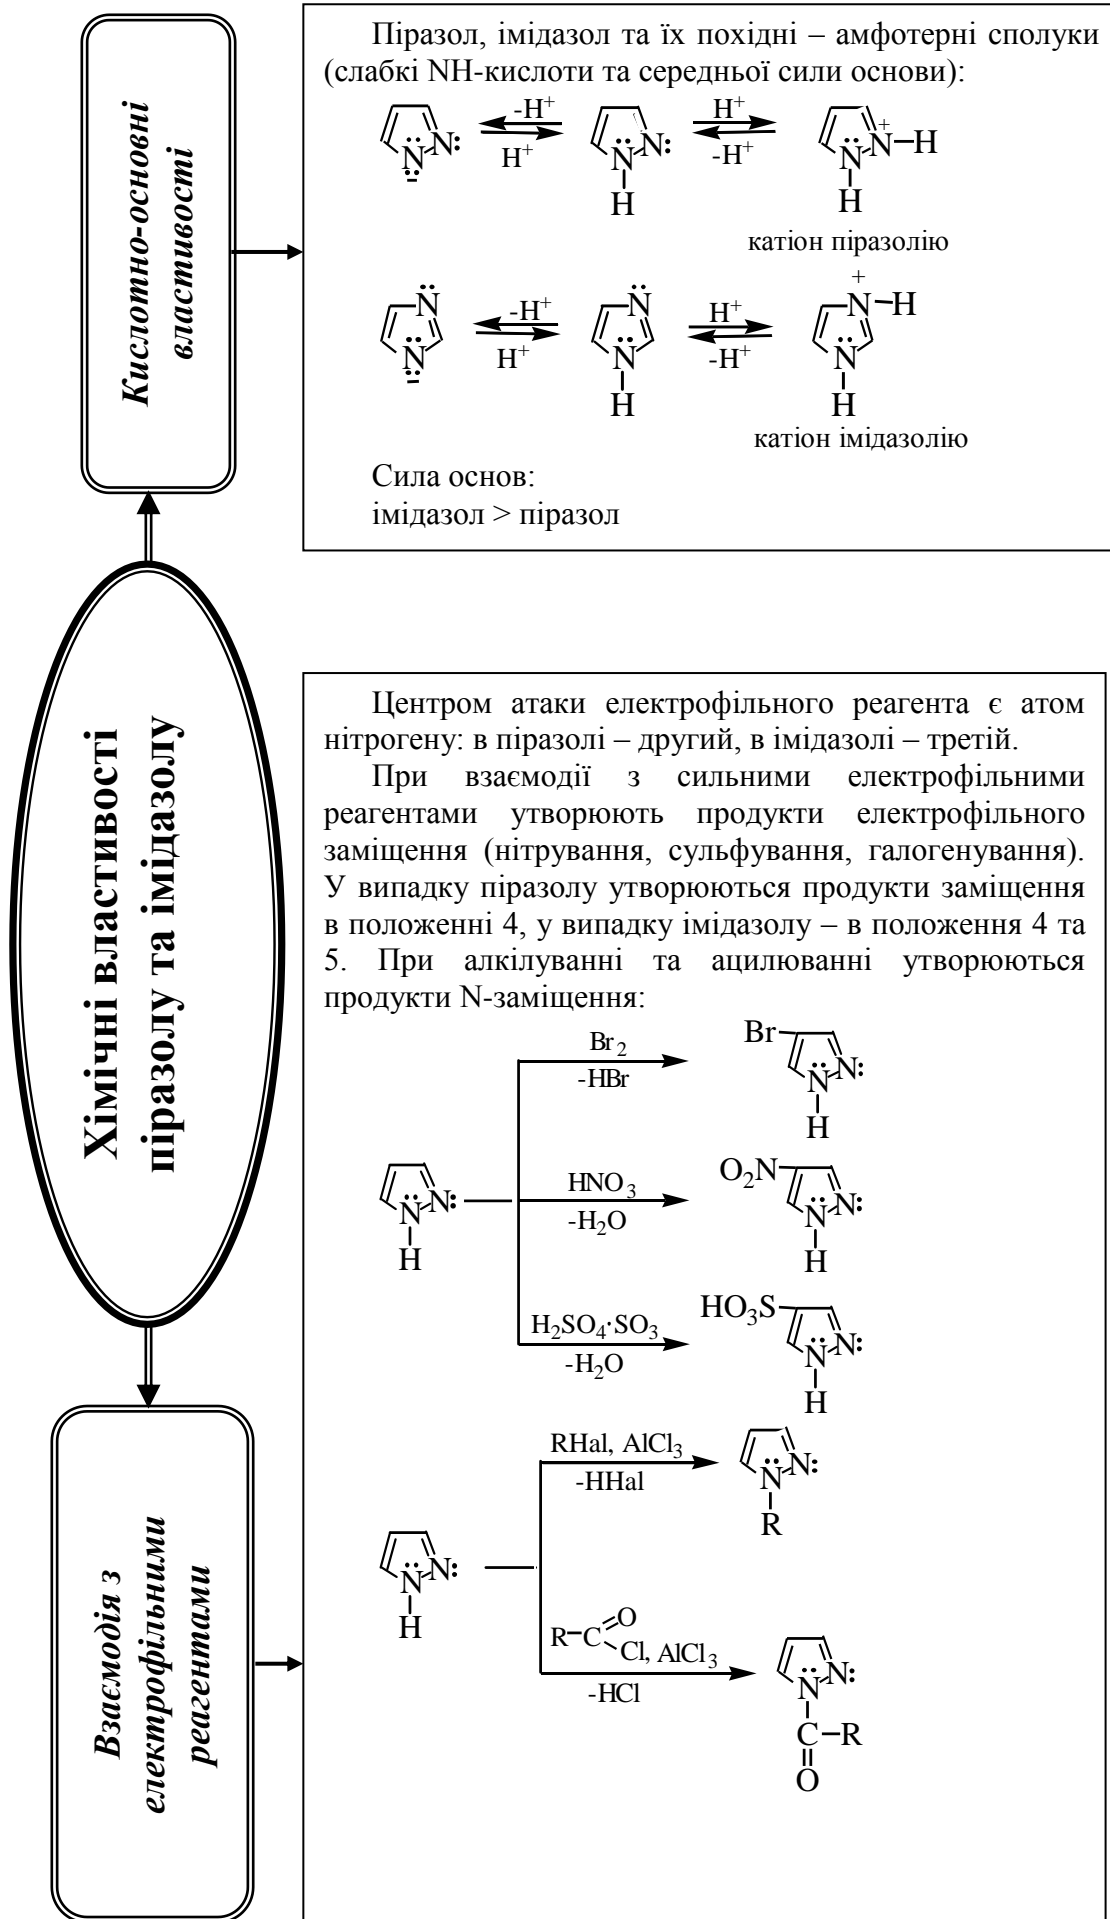 Кислотно-основні
властивості
Піразол, імідазол та їх похідні – амфотерні сполуки
(слабкі NH-кислоти та середньої сили основи):
-H⁺
H⁺
H⁺
-H⁺
N
N
N
N
H
N
N
H
H
+
катіон піразолію
-H⁺
H⁺
H⁺
-H⁺
N
N
N
N
H
+
N
H
N
H
катіон імідазолію
Сила основ:
імідазол > піразол
Хімічні властивості
піразолу та імідазолу
Центром атаки електрофільного реагента є атом
нітрогену: в піразолі – другий, в імідазолі – третій.
При взаємодії з сильними електрофільними
реагентами утворюють продукти електрофільного
заміщення (нітрування, сульфування, галогенування).
У випадку піразолу утворюються продукти заміщення
в положенні 4, у випадку імідазолу – в положення 4 та
5. При алкілуванні та ацилюванні утворюються
продукти N-заміщення:
Br₂
-HBr
Br
N
N
H
N
N
H
HNO₃
-H₂O
O₂N
N
N
H
H₂SO₄·SO₃
-H₂O
HO₃S
N
N
H
Взаємодія з
електрофільними
реагентами
RHal, AlCl₃
-HHal
N
N
R
N
N
H
R–C
O
Cl, AlCl₃
-HCl
N
N
C–R
O